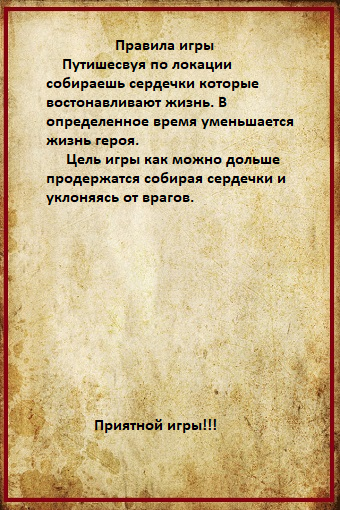 Правила игры
Путишесвуя по локации
собираешь сердечки которые
востонавливают жизнь. В
определенное время уменьшается
жизнь героя.
Цель игры как можно дольше
продержатся собирая сердечки и
уклоняясь от врагов.
Приятной игры!!!